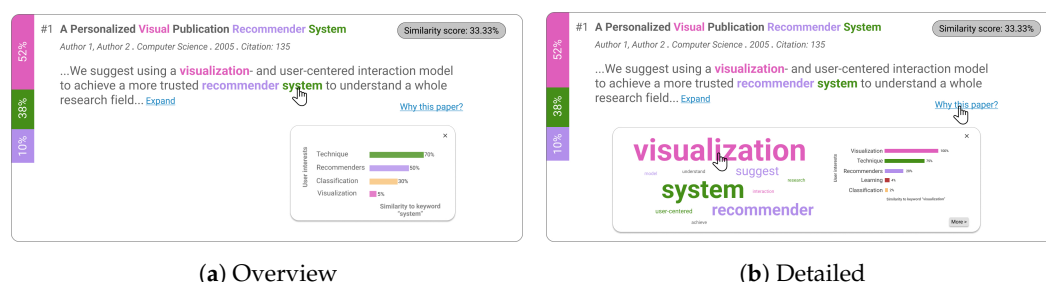 52%
38%
10%
#1 A Personalized Visual Publication Recommender System
Similarity score: 33.33%
Author 1, Author 2 . Computer Science . 2005 . Citation: 135
...We suggest using a visualization- and user-centered interaction model
to achieve a more trusted recommender system to understand a whole
research field... Expand
Why this paper?
×
User interests
Technique 70%
Recommenders 50%
Classification 30%
Visualization 5%
Similarity to keyword
"system"
(a) Overview
52%
38%
10%
#1 A Personalized Visual Publication Recommender System
Similarity score: 33.33%
Author 1, Author 2 . Computer Science . 2005 . Citation: 135
...We suggest using a visualization- and user-centered interaction model
to achieve a more trusted recommender system to understand a whole
research field... Expand
Why this paper?
×
visualization
model understand suggest
research
system
interaction
user-centered recommender
achieve
User interests
Visualization
Technique
Recommenders
Learning
Classification
Similarity to keyword "visualization"
More »
(b) Detailed